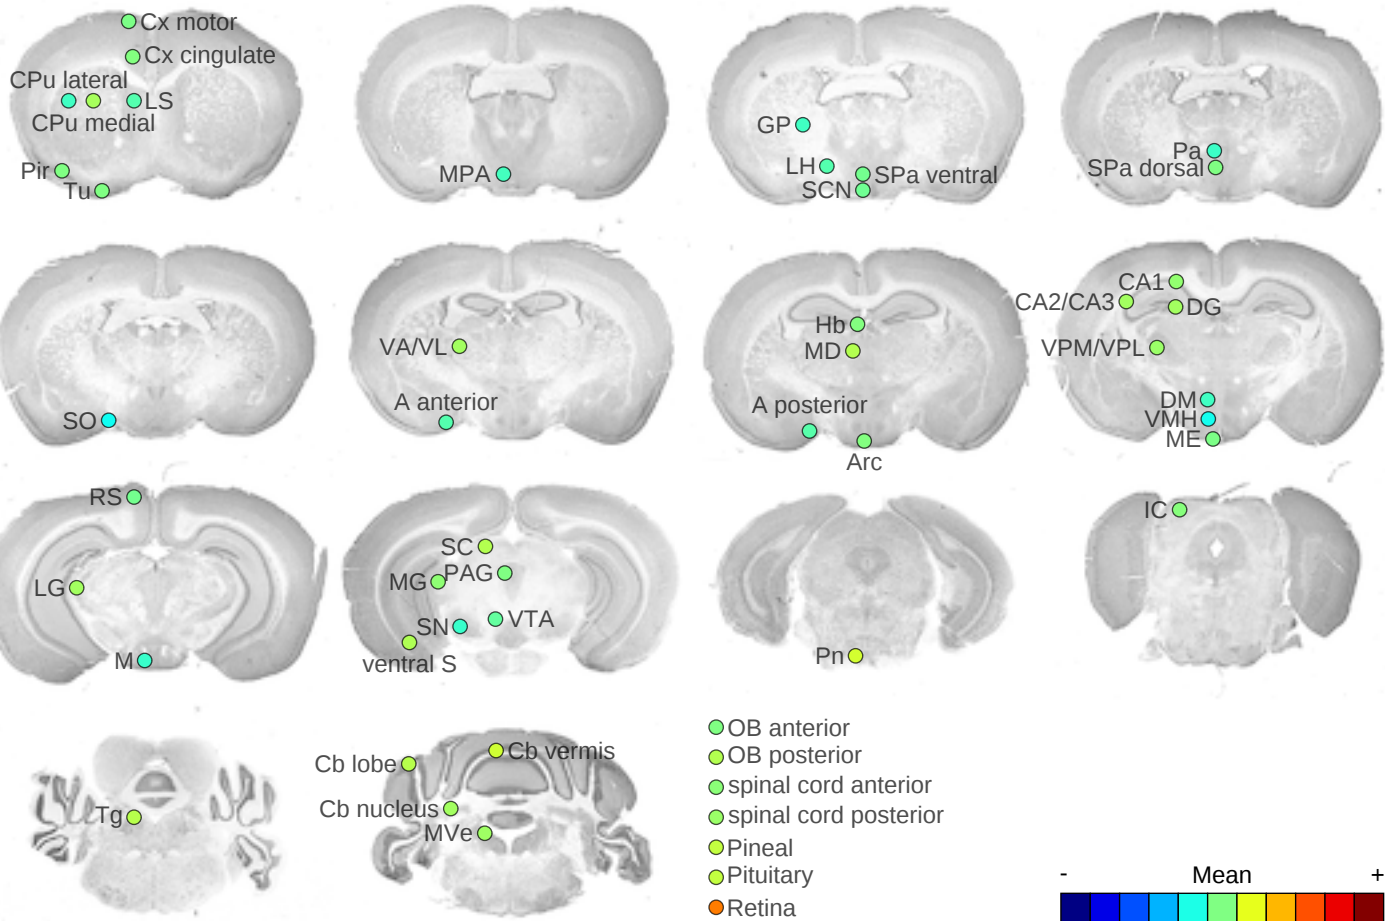 Cx motor
Cx cingulate
CPu lateral
LS
CPu medial
Pir
Tu
MPA
GP
LH
SPa ventral
SCN
Pa
SPa dorsal
SO
VA/VL
A anterior
Hb
MD
A posterior
Arc
CA1
CA2/CA3
DG
VPM/VPL
DM
VMH
ME
RS
LG
M
SC
MG
PAG
SN
VTA
ventral S
Pn
IC
Tg
Cb lobe
Cb vermis
Cb nucleus
MVe
OB anterior
OB posterior
spinal cord anterior
spinal cord posterior
Pineal
Pituitary
Retina
- Mean +